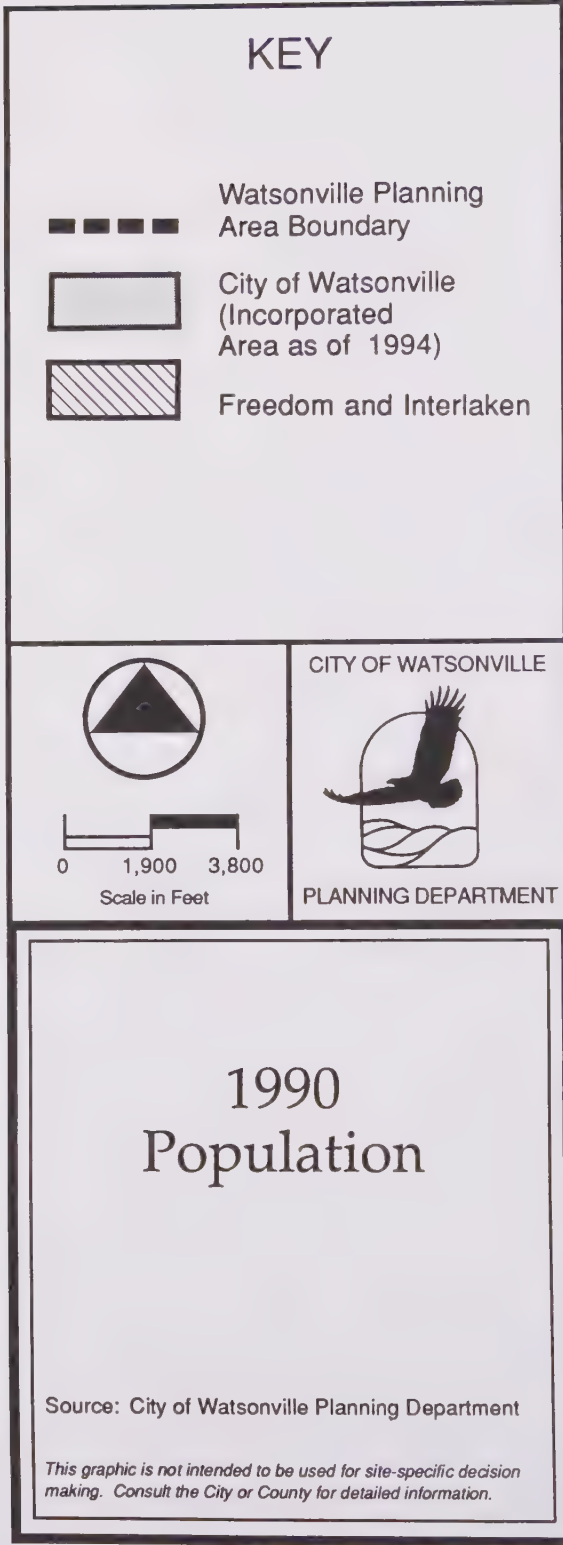 KEY
Watsonville Planning
Area Boundary
City of Watsonville
(Incorporated
Area as of 1994)
Freedom and Interlaken
0 1,900 3,800
Scale in Feet
CITY OF WATSONVILLE
PLANNING DEPARTMENT
1990
Population
Source: City of Watsonville Planning Department
This graphic is not intended to be used for site-specific decision
making. Consult the City or County for detailed information.